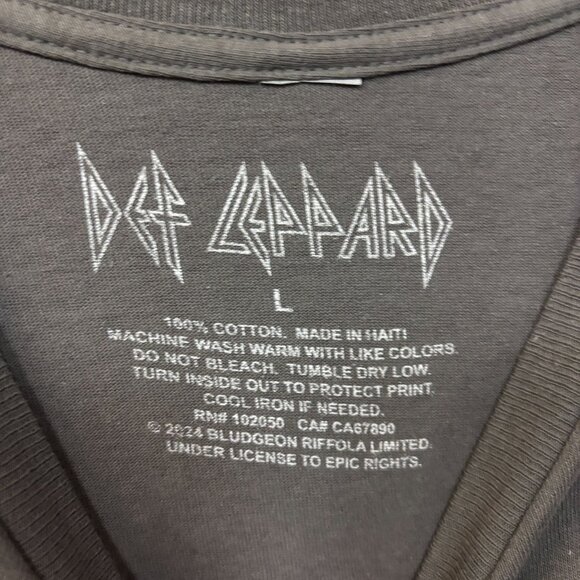 DEF LEPPARD
L
100% COTTON. MADE IN HAITI
MACHINE WASH WARM WITH LIKE COLORS.
DO NOT BLEACH. TUMBLE DRY LOW.
TURN INSIDE OUT TO PROTECT PRINT.
COOL IRON IF NEEDED.
RN# 102050 CA# CA67890
© 2024 BLUDGEON RIFFOLA LIMITED.
UNDER LICENSE TO EPIC RIGHTS.